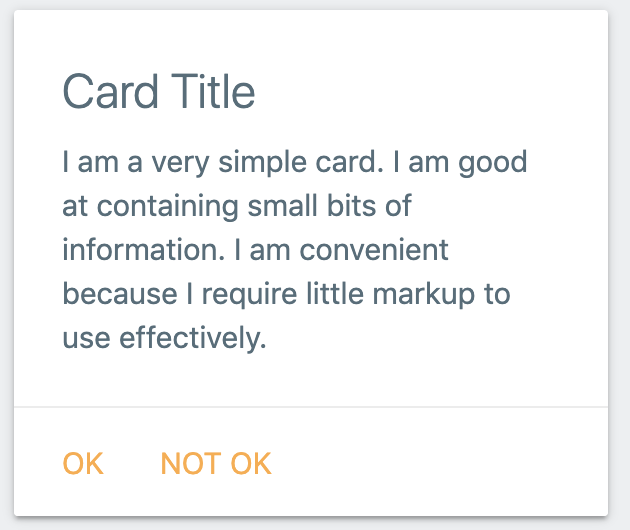 Card Title
I am a very simple card. I am good
at containing small bits of
information. I am convenient
because I require little markup to
use effectively.
OK NOT OK